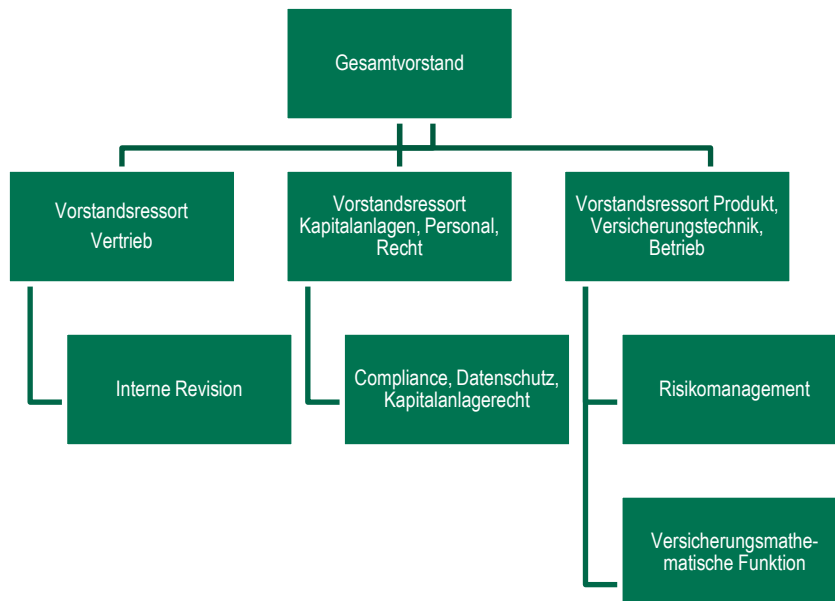 Gesamtvorstand
Vorstandsressort
Vertrieb
Vorstandsressort
Kapitalanlagen, Personal,
Recht
Vorstandsressort Produkt,
Versicherungstechnik,
Betrieb
Interne Revision
Compliance, Datenschutz,
Kapitalanlagerecht
Risikomanagement
Versicherungsmathe-
matische Funktion